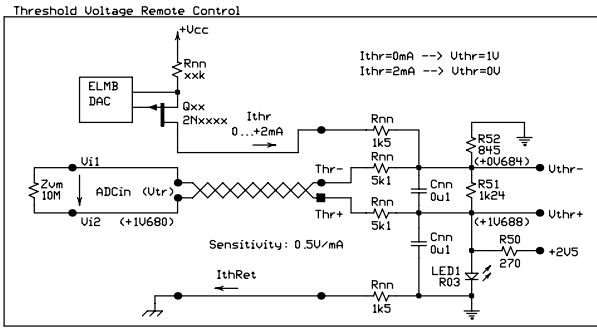 Threshold Voltage Remote Control
+Vcc
Rnn
xxk
ELMB
DAC
Qxx
2Nxxxx
Ithr
0...+2mA
Ithr=0mA --> Vthr=1V
Ithr=2mA --> Vthr=0V
Rnn
1k5
R52
845
(+0V684)
Vi1
Thr-
Rnn
5k1
Vthr-
Zvm
10M
ADCin
(Vtr)
Cnn
0u1
R51
1k24
Vi2
(+1V680)
Thr+
Rnn
5k1
(+1V688)
Vthr+
Sensitivity: 0.5V/mA
Cnn
0u1
R50
270
+2V5
IthRet
LED1
R03
Rnn
1k5